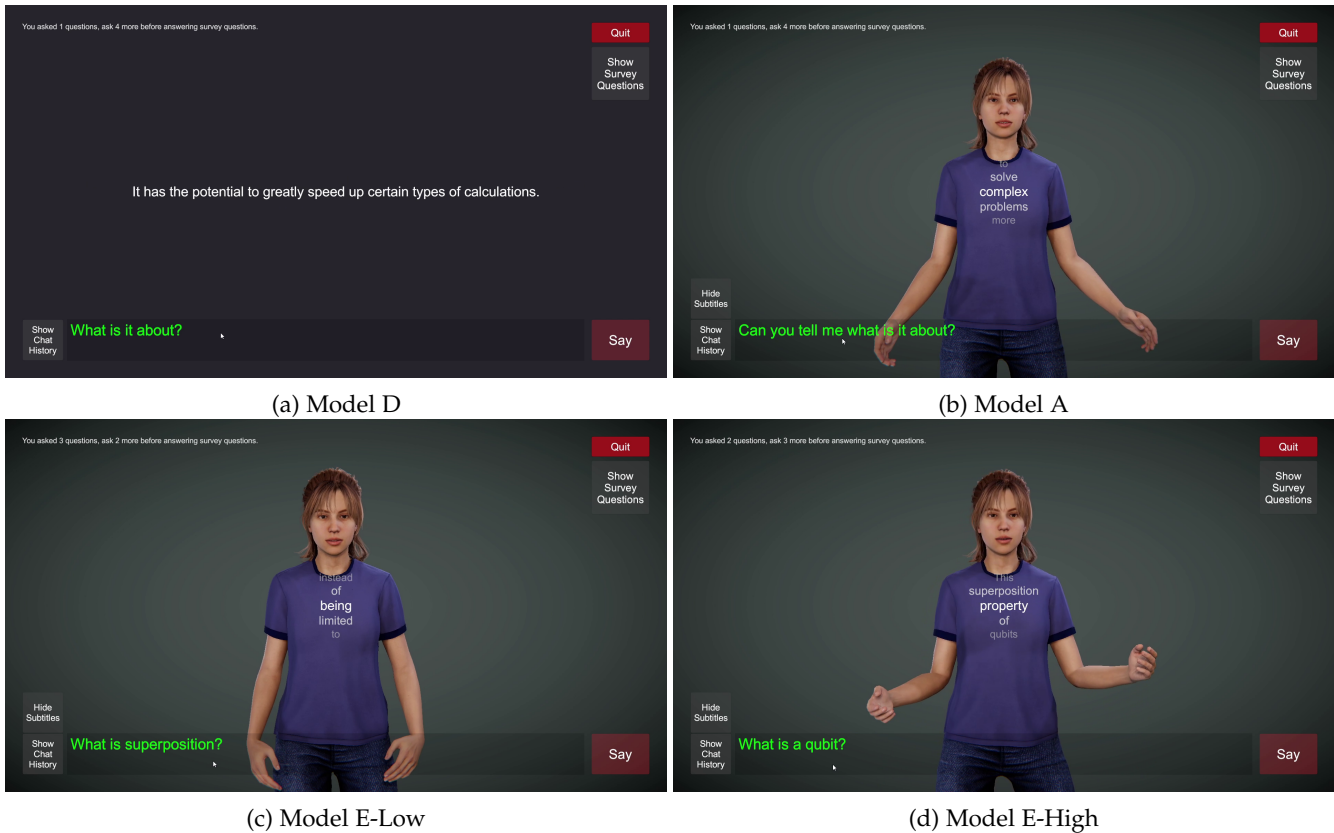 You asked 1 questions, ask 4 more before answering survey questions.
Quit
Show
Survey
Questions
It has the potential to greatly speed up certain types of calculations.
Show
Chat
History
What is it about?
Say
(a) Model D
You asked 1 questions, ask 4 more before answering survey questions.
Quit
Show
Survey
Questions
to
solve
complex
problems
more
Hide
Subtitles
Show
Chat
History
Can you tell me what is it about?
Say
(b) Model A
You asked 3 questions, ask 2 more before answering survey questions.
Quit
Show
Survey
Questions
instead
of
being
limited
to
Hide
Subtitles
Show
Chat
History
What is superposition?
Say
(c) Model E-Low
You asked 2 questions, ask 3 more before answering survey questions.
Quit
Show
Survey
Questions
This
superposition
property
of
qubits
Hide
Subtitles
Show
Chat
History
What is a qubit?
Say
(d) Model E-High